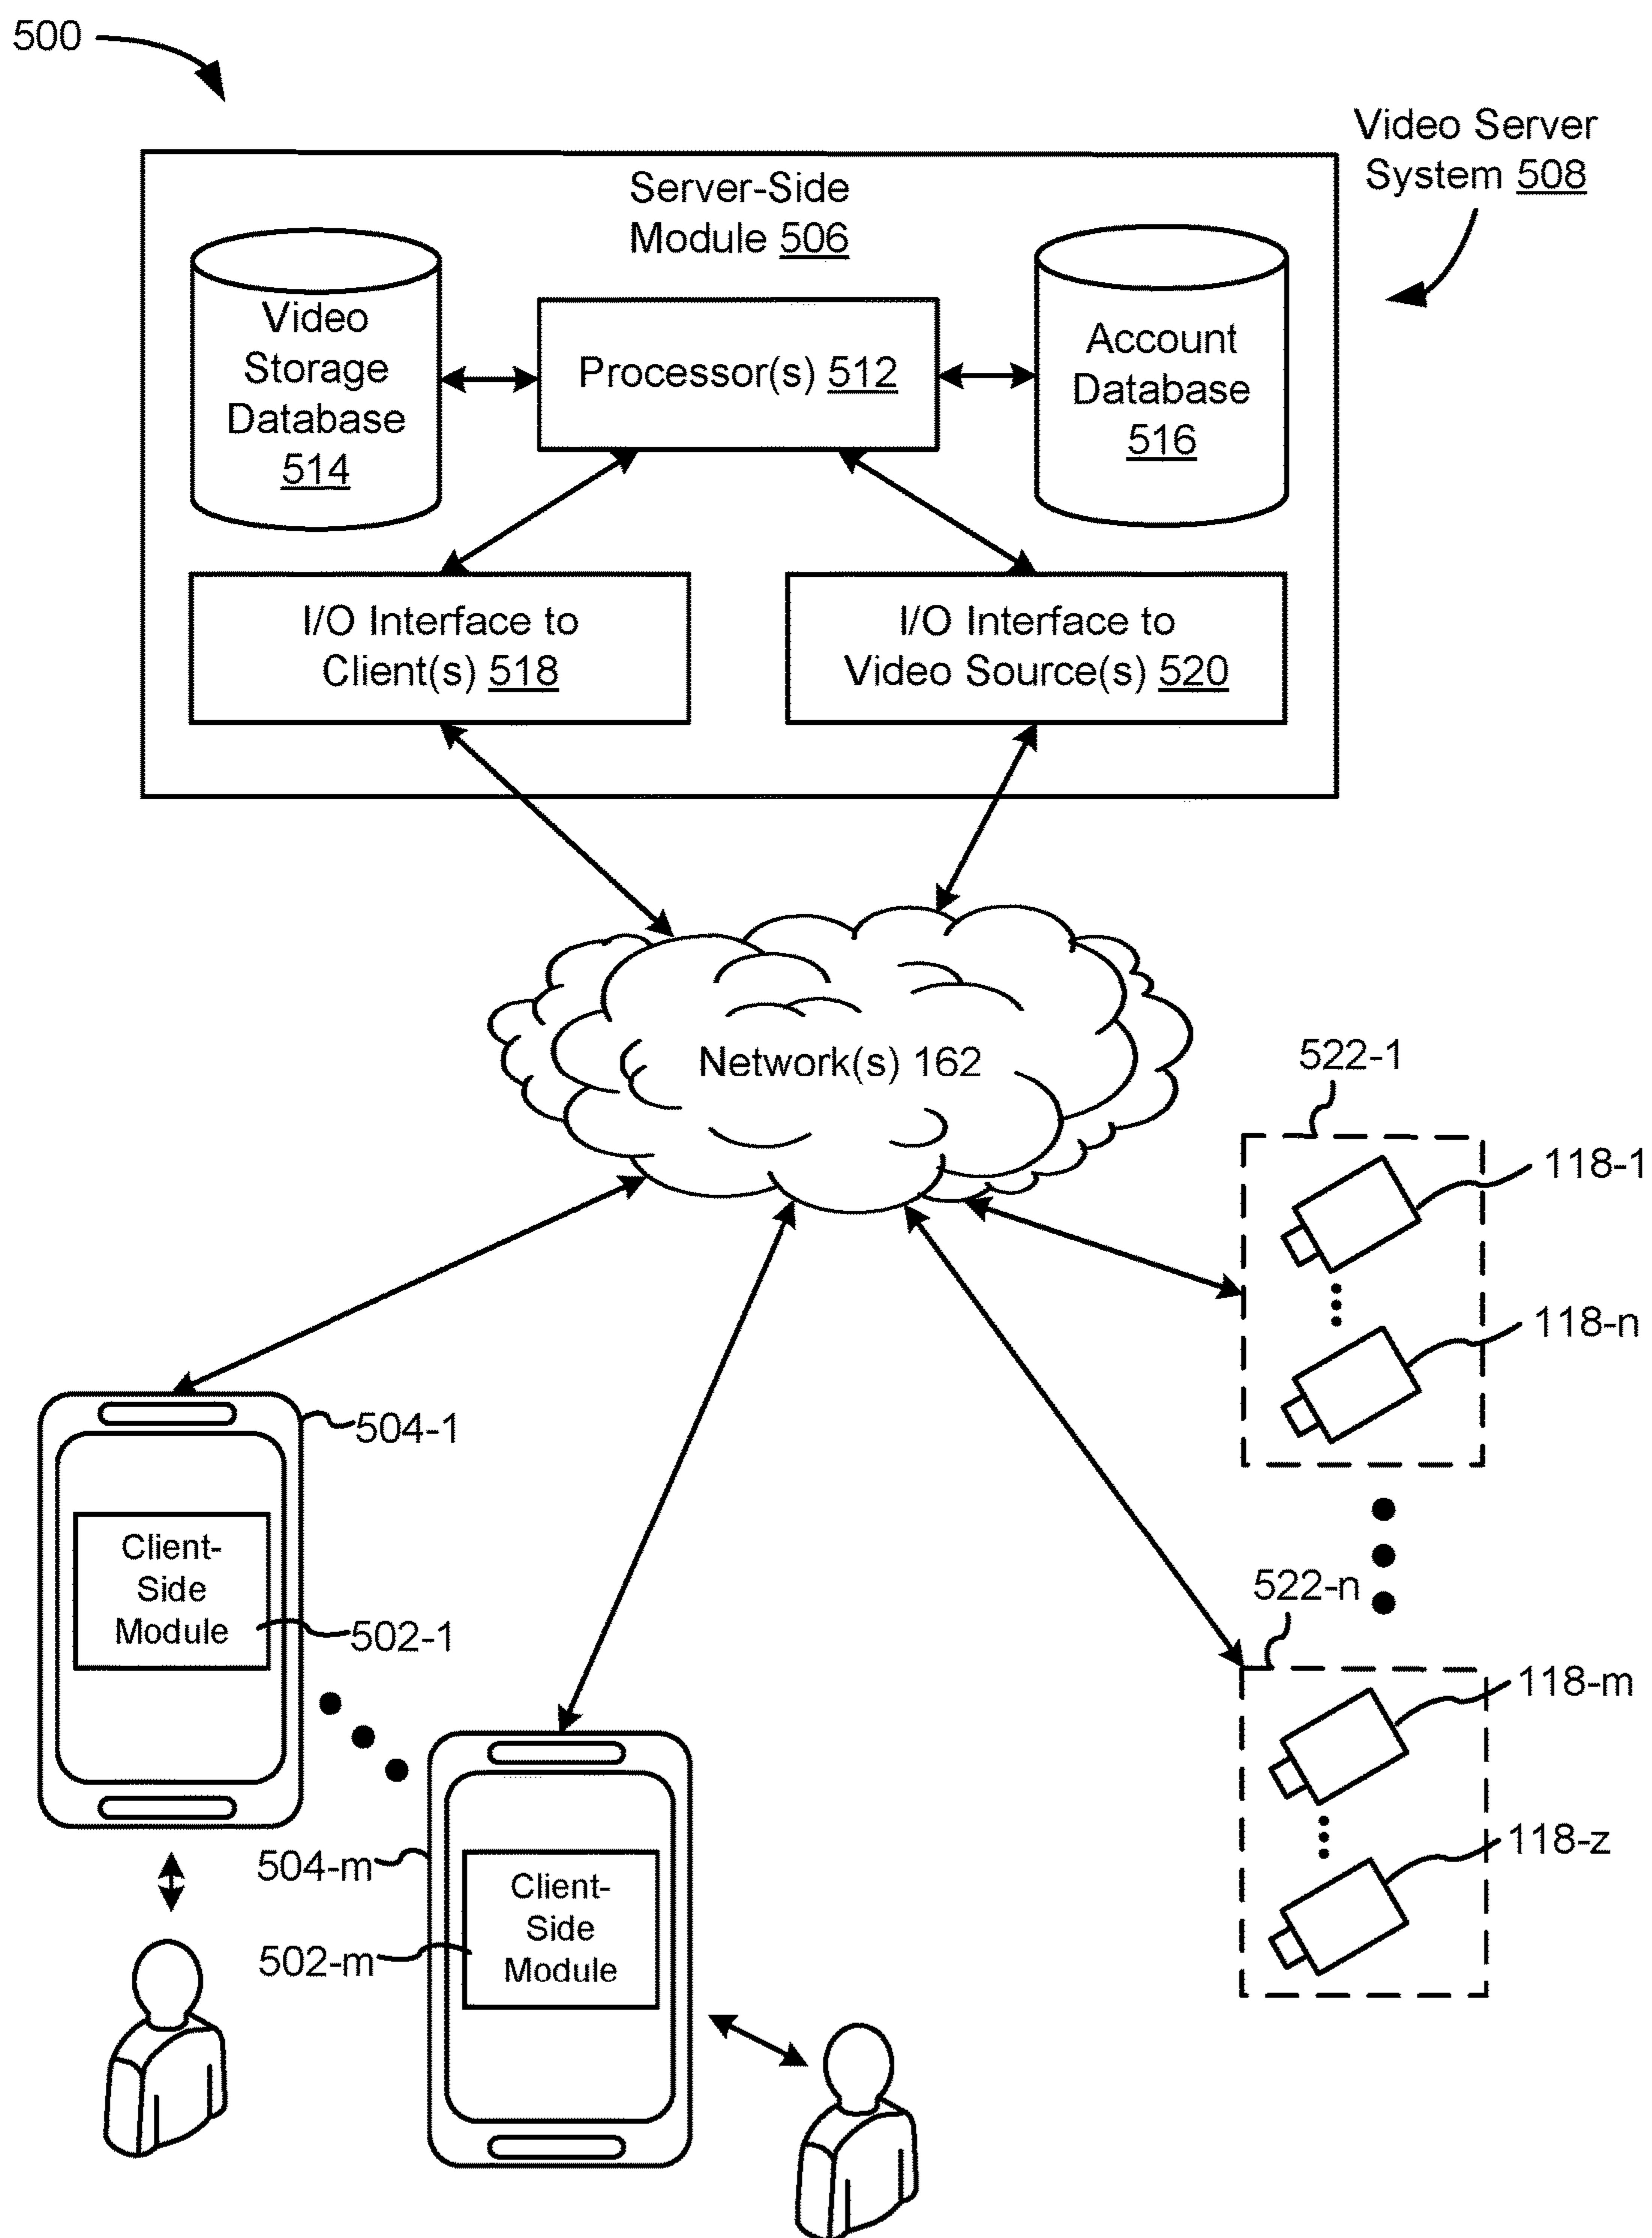 500
Video Server
System 508
Server-Side
Module 506
Video
Storage
Database
514
Processor(s) 512
Account
Database
516
I/O Interface to
Client(s) 518
I/O Interface to
Video Source(s) 520
Network(s) 162
522-1
118-1
118-n
504-1
Client-
Side
Module
502-1
522-n
118-m
118-z
504-m
Client-
Side
Module
502-m